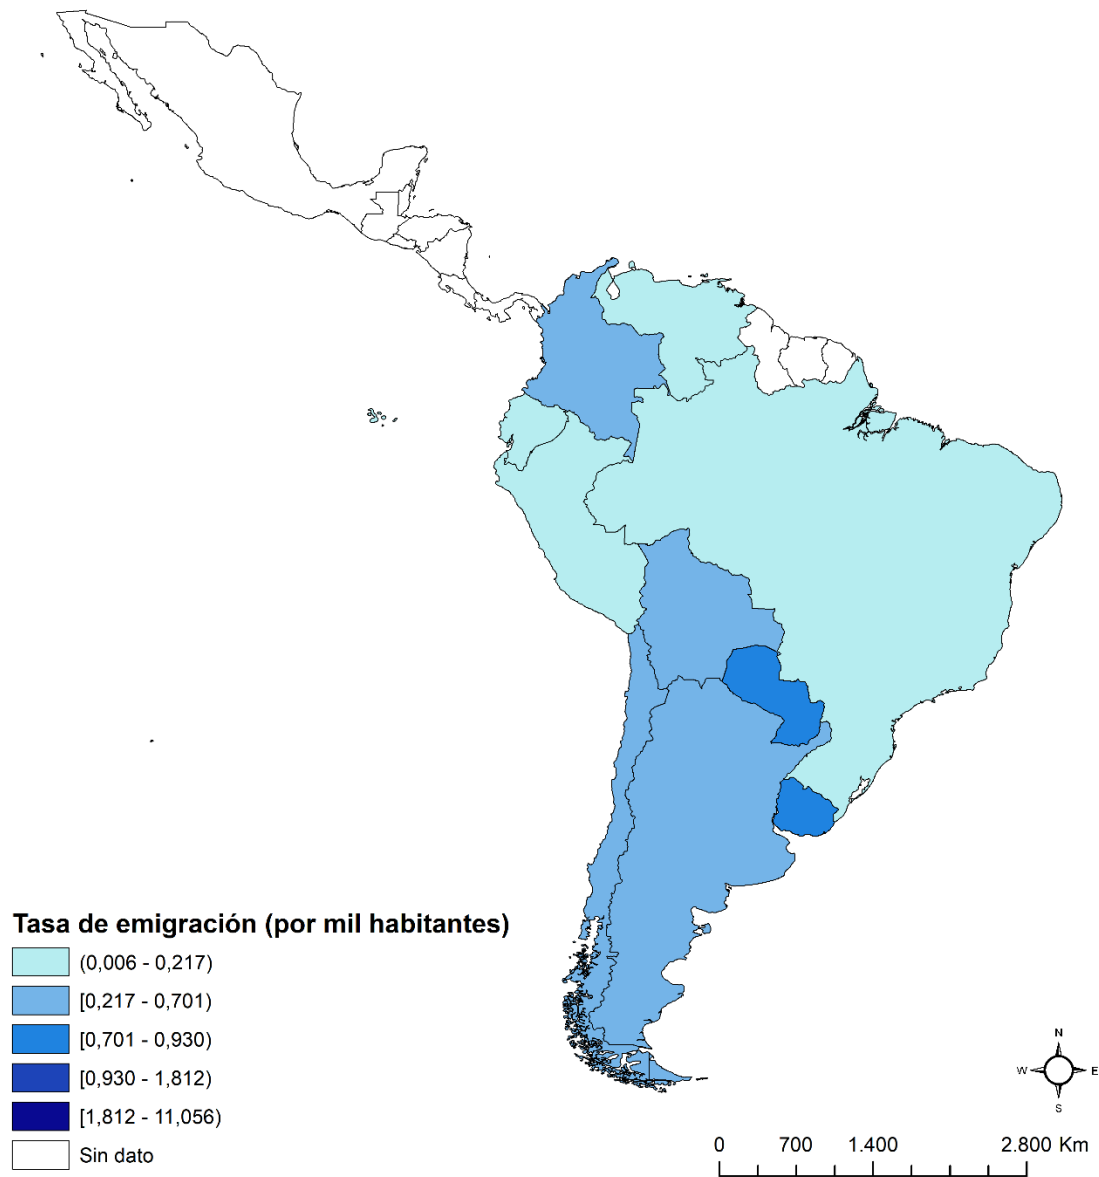 Tasa de emigración (por mil habitantes)
(0,006 - 0,217)
[0,217 - 0,701)
[0,701 - 0,930)
[0,930 - 1,812)
[1,812 - 11,056)
Sin dato
N
W E
S
0 700 1.400 2.800 Km